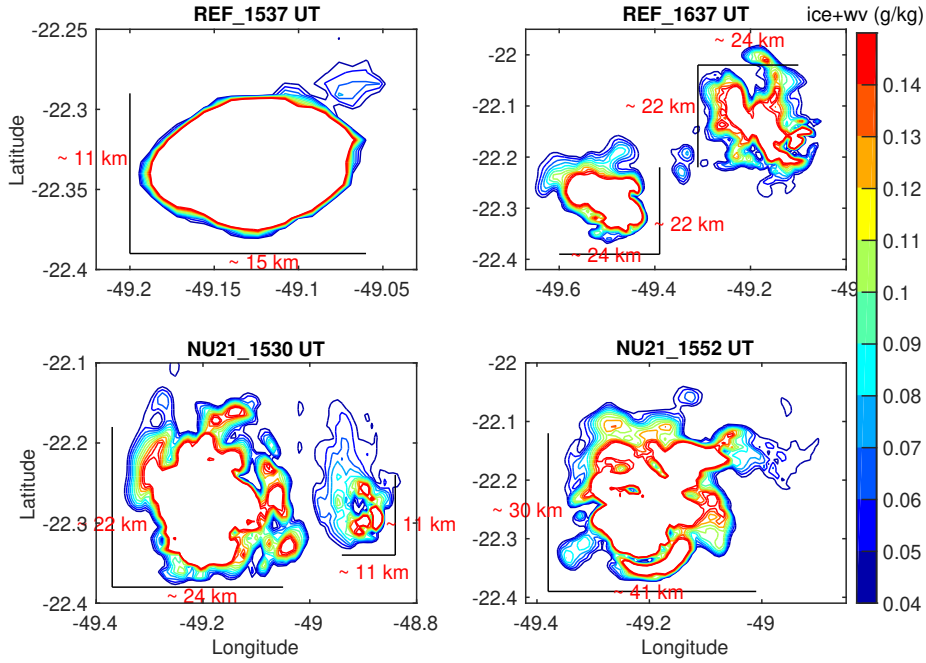 REF_1537 UT
-22.25
-22.3
-22.35
-22.4
Latitude
~ 11 km
~ 15 km
-49.2
-49.15
-49.1
-49.05
REF_1637 UT
-22
-22.1
-22.2
-22.3
-22.4
~ 24 km
~ 22 km
~ 22 km
~ 24 km
-49.6
-49.4
-49.2
-49
ice+wv (g/kg)
0.14
0.13
0.12
0.11
0.1
0.09
0.08
0.07
0.06
0.05
0.04
NU21_1530 UT
-22.1
-22.2
-22.3
-22.4
Latitude
22 km
~ 24 km
~ 11 km
~ 11 km
-49.4
-49.2
-49
-48.8
Longitude
NU21_1552 UT
-22
-22.1
-22.2
-22.3
-22.4
~ 30 km
~ 41 km
-49.4
-49.2
-49
Longitude